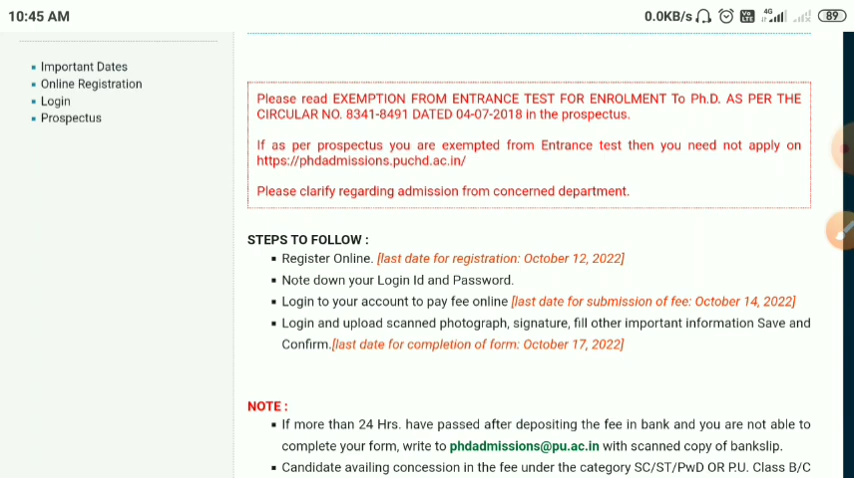 10:45 AM
0.0KB/s
Vo
LTE
4G
89
Important Dates
Online Registration
Login
Prospectus
Please read EXEMPTION FROM ENTRANCE TEST FOR ENROLMENT To Ph.D. AS PER THE
CIRCULAR NO. 8341-8491 DATED 04-07-2018 in the prospectus.
If as per prospectus you are exempted from Entrance test then you need not apply on
https://phdadmissions.puchd.ac.in/
Please clarify regarding admission from concerned department.
STEPS TO FOLLOW :
Register Online. [last date for registration: October 12, 2022]
Note down your Login Id and Password.
Login to your account to pay fee online [last date for submission of fee: October 14, 2022]
Login and upload scanned photograph, signature, fill other important information Save and
Confirm.[last date for completion of form: October 17, 2022]
NOTE :
If more than 24 Hrs. have passed after depositing the fee in bank and you are not able to
complete your form, write to phdadmissions@pu.ac.in with scanned copy of bankslip.
Candidate availing concession in the fee under the category SC/ST/PwD OR P.U. Class B/C